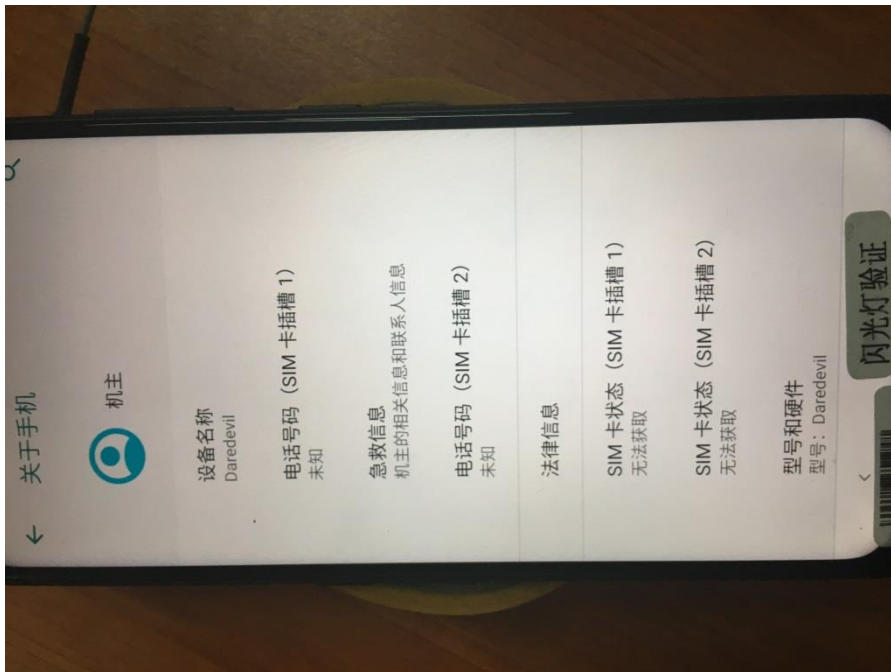 关于手机
机主
设备名称
Daredevil
电话号码（SIM 卡插槽 1）
未知
急救信息
机主的相关信息和联系人信息
电话号码（SIM 卡插槽 2）
未知
法律信息
SIM 卡状态（SIM 卡插槽 1）
无法获取
SIM 卡状态（SIM 卡插槽 2）
无法获取
型号和硬件
型号：Daredevil
闪光灯验证